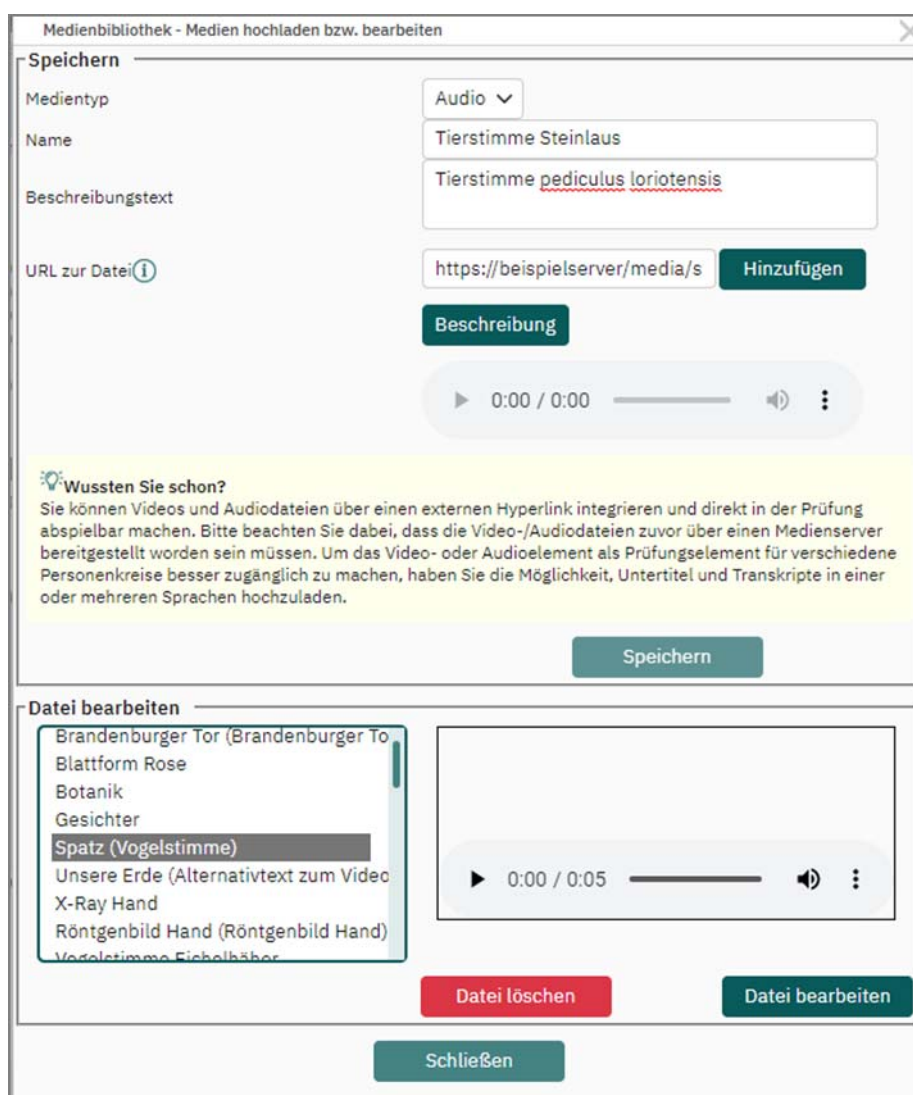 Medienbibliothek - Medien hochladen bzw. bearbeiten
Speichern
Medientyp
Audio
Name
Tierstimme Steinlaus
Beschreibungstext
Tierstimme pediculus loriotensis
URL zur Datei
https://beispielserver/media/s
Hinzufügen
Beschreibung
0:00 / 0:00
Wussten Sie schon?
Sie können Videos und Audiodateien über einen externen Hyperlink integrieren und direkt in der Prüfung
abspielbar machen. Bitte beachten Sie dabei, dass die Video-/Audiodateien zuvor über einen Medienserver
bereitgestellt worden sein müssen. Um das Video- oder Audioelement als Prüfungselement für verschiedene
Personenkreise besser zugänglich zu machen, haben Sie die Möglichkeit, Untertitel und Transkripte in einer
oder mehreren Sprachen hochzuladen.
Speichern
Datei bearbeiten
Brandenburger Tor (Brandenburger To
Blattform Rose
Botanik
Gesichter
Spatz (Vogelstimme)
Unsere Erde (Alternativtext zum Video
X-Ray Hand
Röntgenbild Hand (Röntgenbild Hand)
Vogelstimme Eichelhäher
0:00 / 0:05
Datei löschen
Datei bearbeiten
Schließen